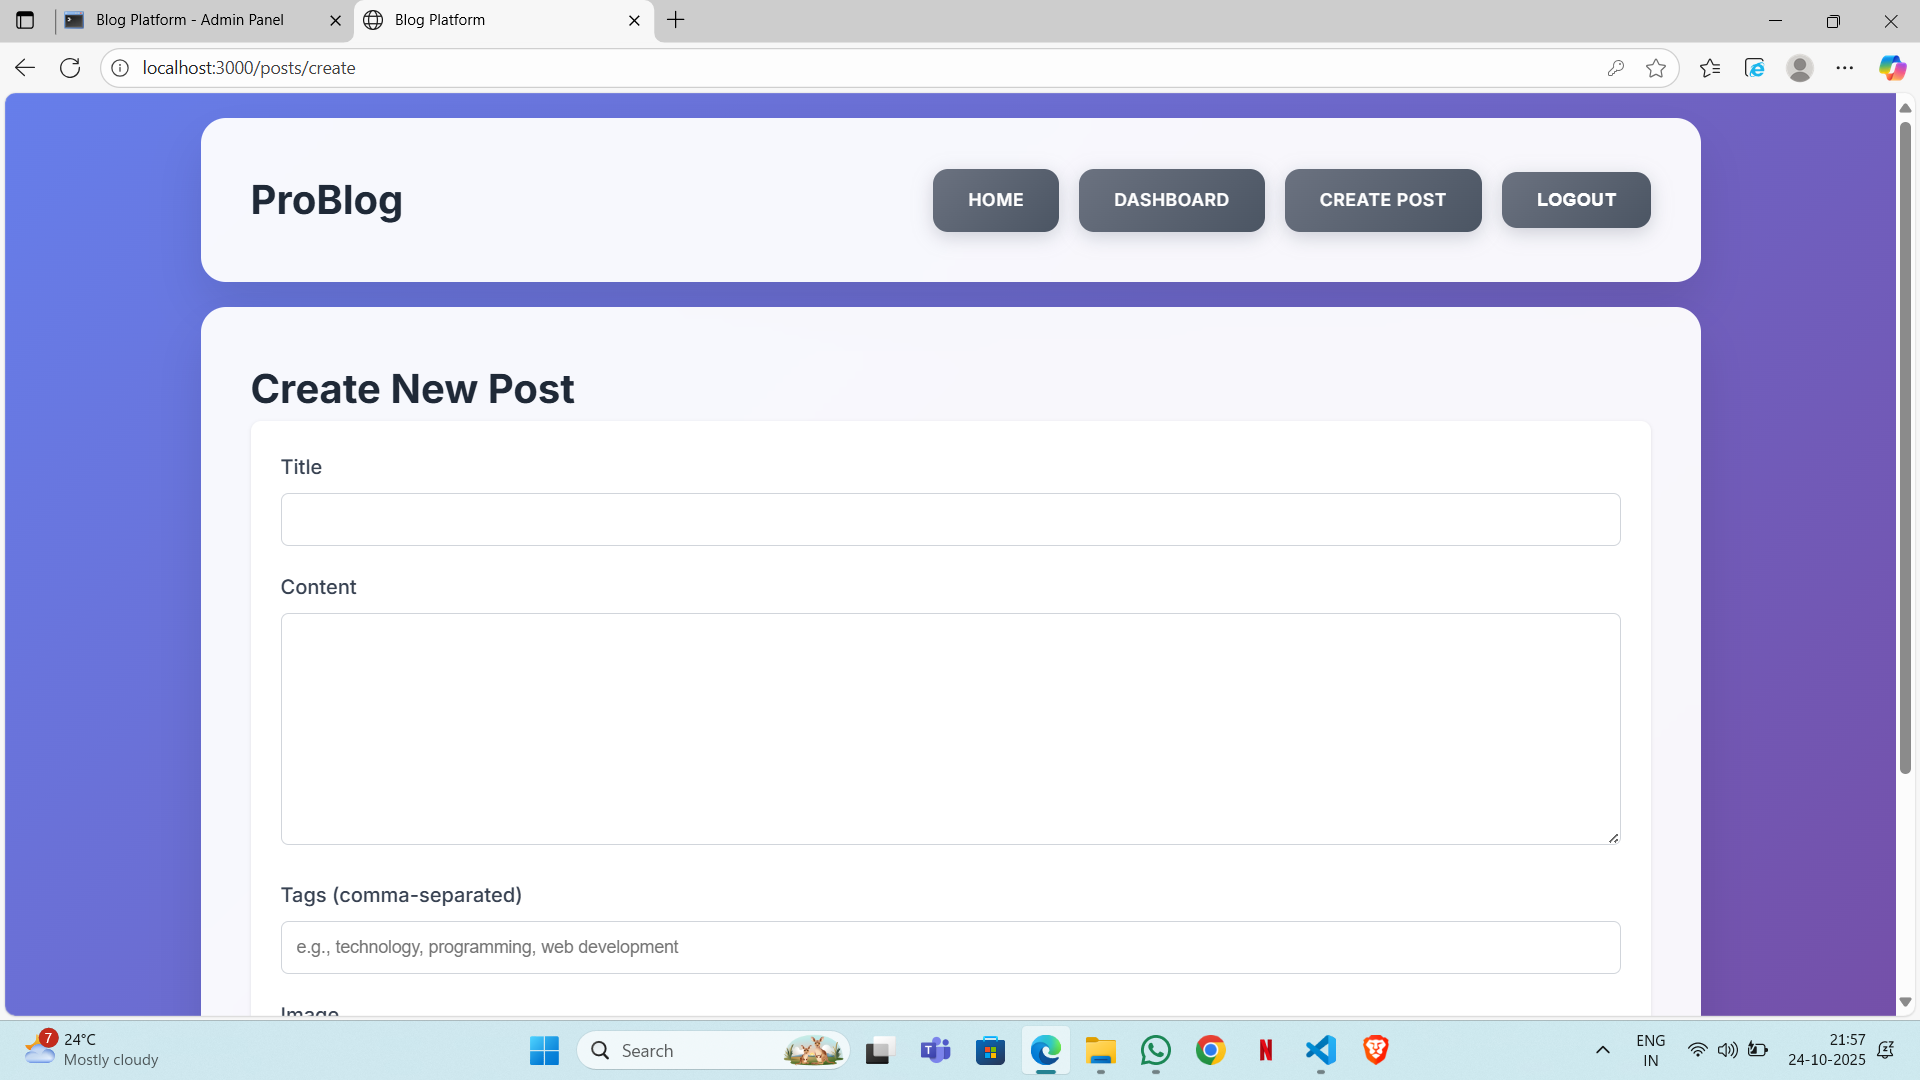 Blog Platform - Admin Panel
Blog Platform
localhost:3000/posts/create
ProBlog
HOME
DASHBOARD
CREATE POST
LOGOUT
Create New Post
Title
Content
Tags (comma-separated)
e.g., technology, programming, web development
Image
7
24°C
Mostly cloudy
Search
T
N
ENG
IN
21:57
24-10-2025